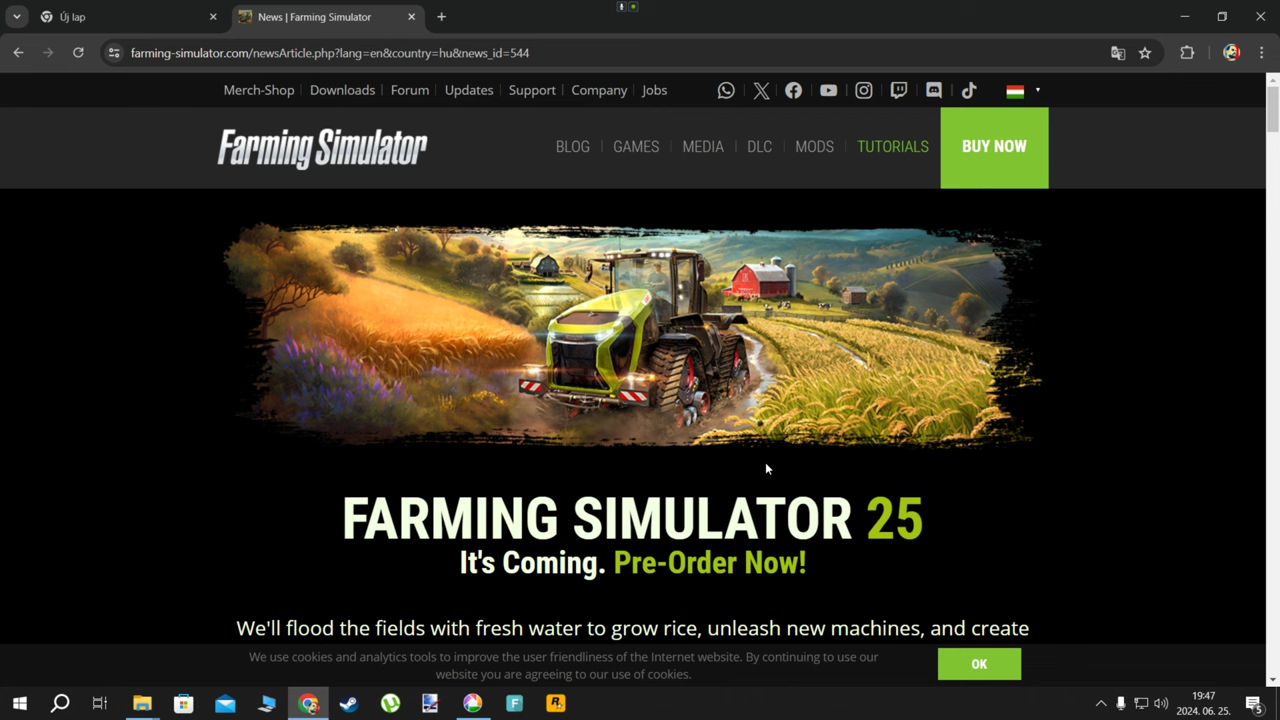 Új lap
News | Farming Simulator
farming-simulator.com/newsArticle.php?lang=en&country=hu&news_id=544
Merch-Shop Downloads Forum Updates Support Company Jobs
Farming Simulator
BLOG GAMES MEDIA DLC MODS TUTORIALS BUY NOW
FARMING SIMULATOR 25
It's Coming. Pre-Order Now!
We'll flood the fields with fresh water to grow rice, unleash new machines, and create
We use cookies and analytics tools to improve the user friendliness of the Internet website. By continuing to use our
website you are agreeing to our use of cookies.
OK
19:47
2024. 06. 25.
5